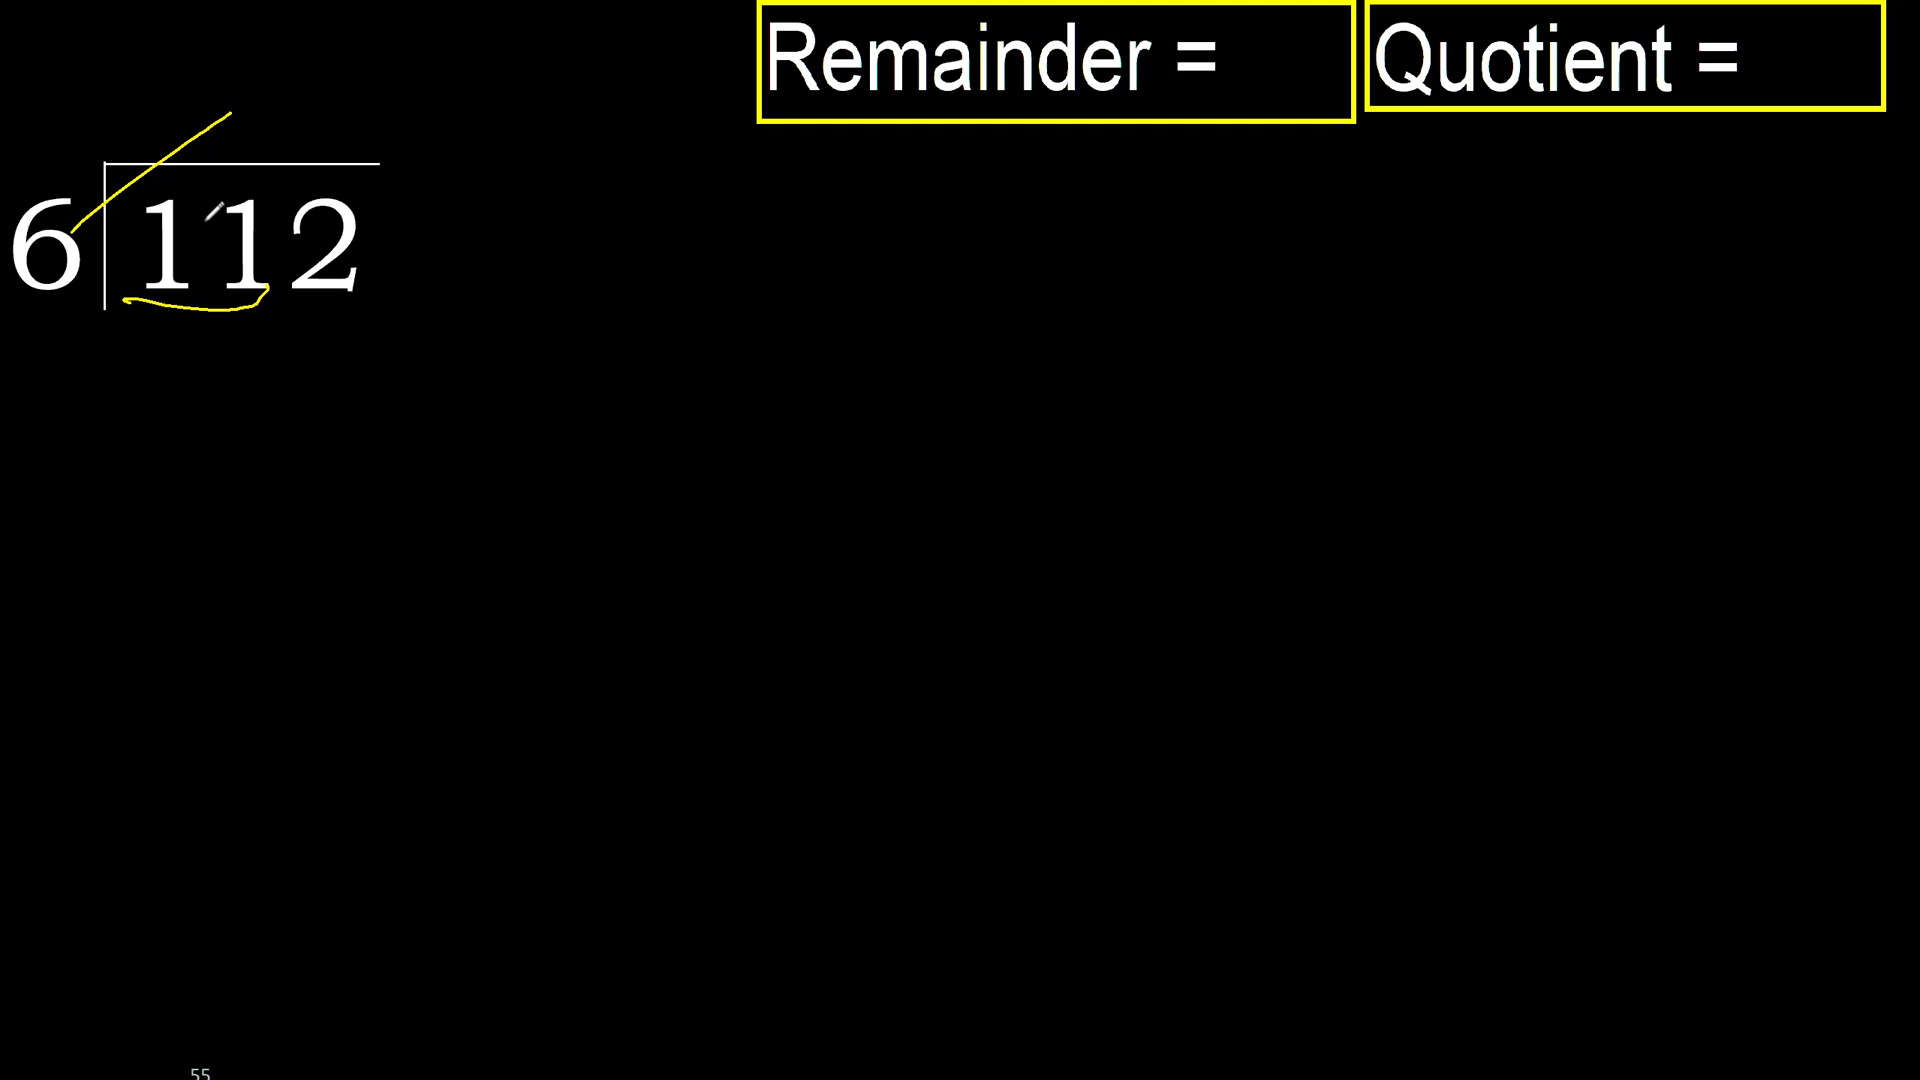 Remainder =
Quotient =
6 112
55